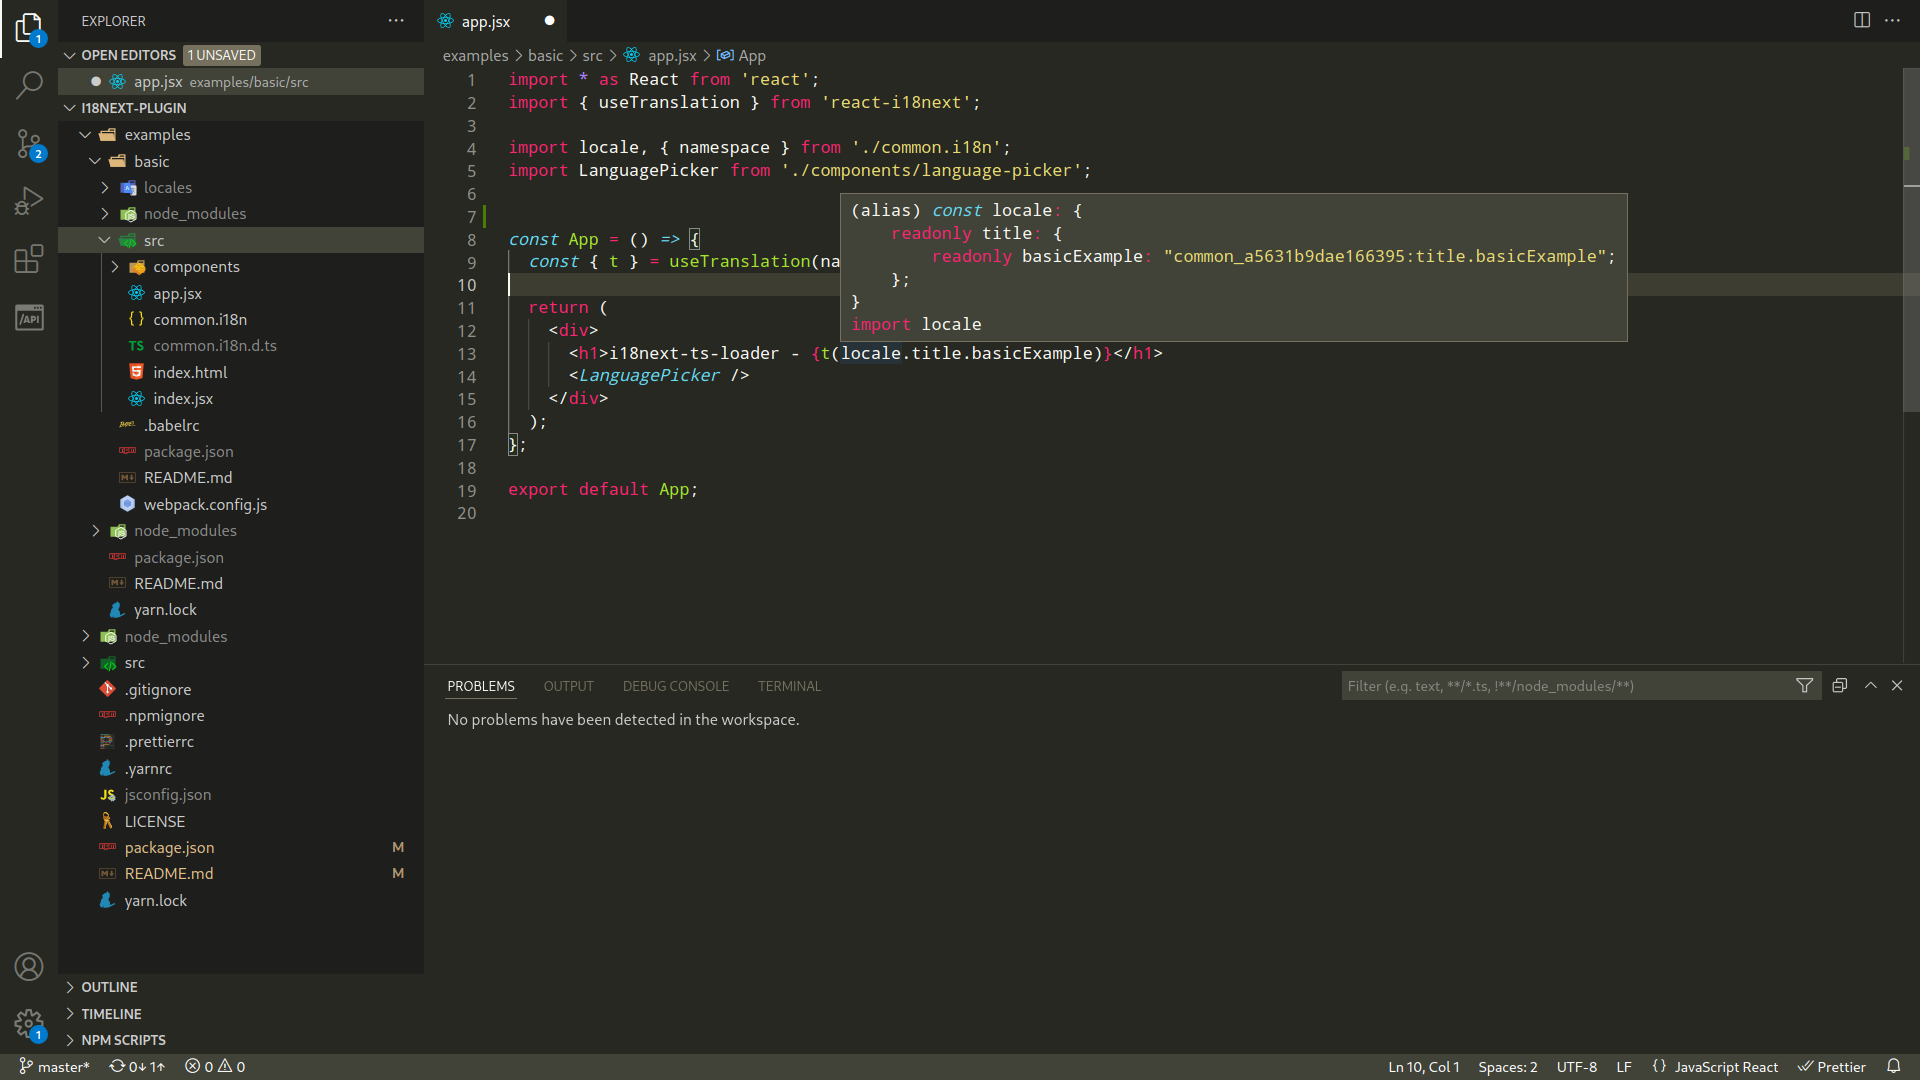 EXPLORER
OPEN EDITORS 1 UNSAVED
app.jsx examples/basic/src
I18NEXT-PLUGIN
examples
basic
locales
node_modules
src
components
app.jsx
common.i18n
TS common.i18n.d.ts
index.html
index.jsx
.babelrc
package.json
README.md
webpack.config.js
node_modules
package.json
README.md
yarn.lock
node_modules
src
.gitignore
.npmignore
.prettierrc
.yarnrc
JS jsconfig.json
LICENSE
package.json M
README.md M
yarn.lock
OUTLINE
TIMELINE
NPM SCRIPTS
1
2
/API
1
app.jsx
examples > basic > src > app.jsx > App
1 import * as React from 'react';
2 import { useTranslation } from 'react-i18next';
3
4 import locale, { namespace } from './common.i18n';
5 import LanguagePicker from './components/language-picker';
6
7
8 const App = () => {
9   const { t } = useTranslation(na
10
11   return (
12     <div>
13       <h1>i18next-ts-loader - {t(locale.title.basicExample)}</h1>
14       <LanguagePicker />
15     </div>
16   );
17 };
18
19 export default App;
20
(alias) const locale: {
    readonly title: {
        readonly basicExample: "common_a5631b9dae166395:title.basicExample";
    };
}
import locale
PROBLEMS OUTPUT DEBUG CONSOLE TERMINAL
Filter (e.g. text, **/*.ts, !**/node_modules/**)
No problems have been detected in the workspace.
master* 0↓ 1↑ 0 0
Ln 10, Col 1 Spaces: 2 UTF-8 LF {} JavaScript React Prettier